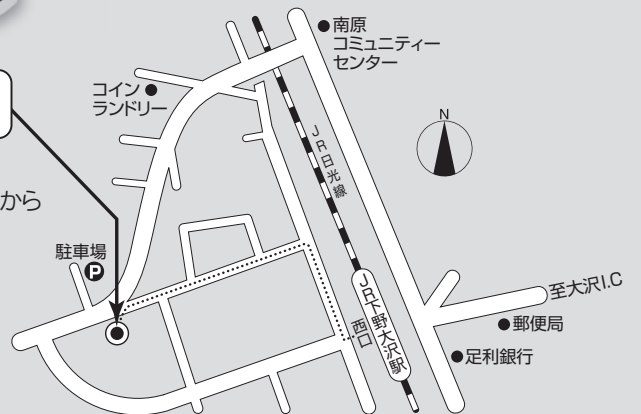 南原
コミュニティー
センター
コイン
ランドリー
N
JR日光線
から
駐車場
P
至大沢I.C
JR下野大沢駅
西口
郵便局
足利銀行